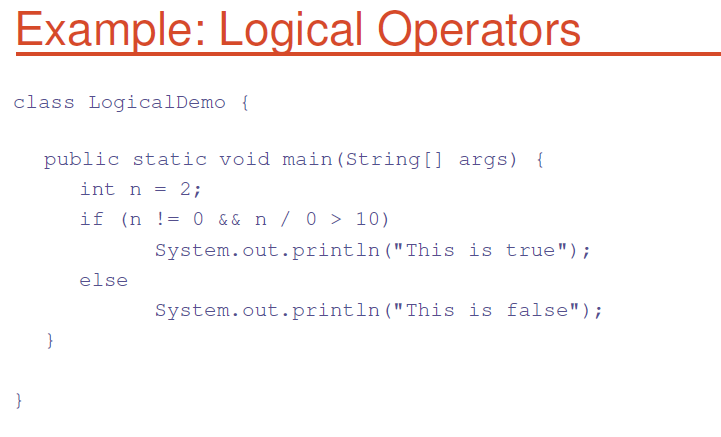 Example: Logical Operators
class LogicalDemo {
public static void main(String[] args) {
int n = 2;
if (n != 0 && n / 0 > 10)
System.out.println("This is true");
else
System.out.println("This is false");
}
}